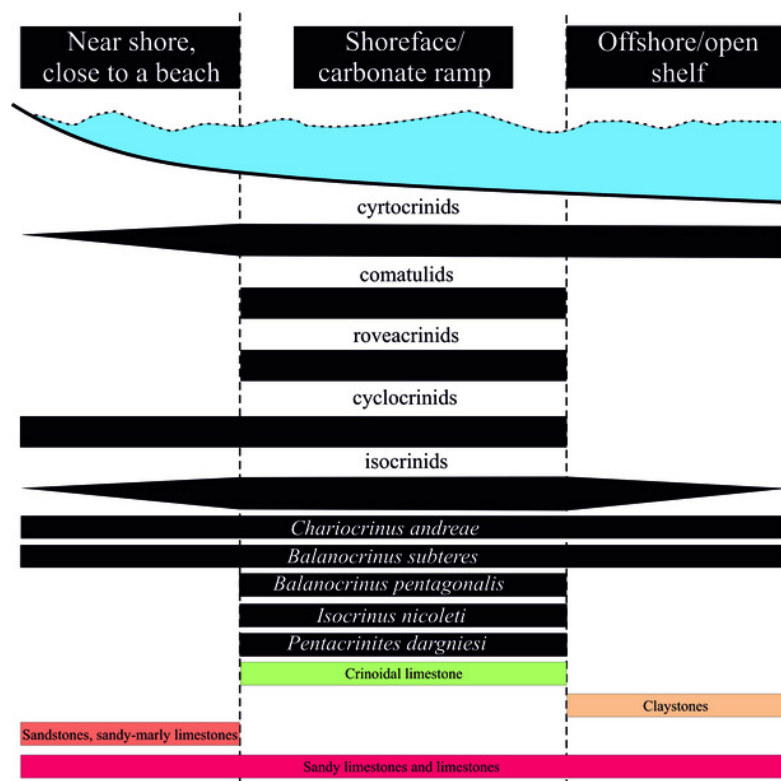 Near shore,
close to a beach
Shoreface/
carbonate ramp
Offshore/open
shelf
cyrtocrinids
comatulids
roveacrinids
cyclocrinids
isocrinids
Chariocrinus andreae
Balanocrinus subteres
Balanocrinus pentagonalis
Isocrinus nicoleti
Pentacrinites dargniesi
Crinoidal limestone
Claystones
Sandstones, sandy-marly limestones
Sandy limestones and limestones